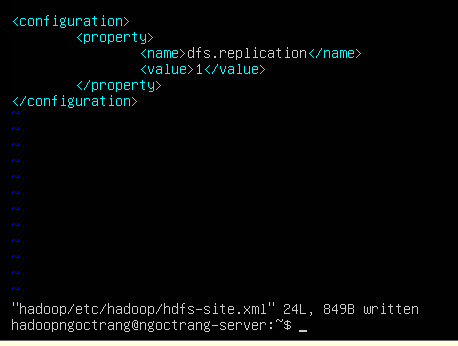 <configuration>
        <property>
                <name>dfs.replication</name>
                <value>1</value>
        </property>
</configuration>
~
~
~
~
~
~
~
~
~
~
~
~
"hadoop/etc/hadoop/hdfs-site.xml" 24L, 849B written
hadoopngoctrang@ngoctrang-server:~$ _